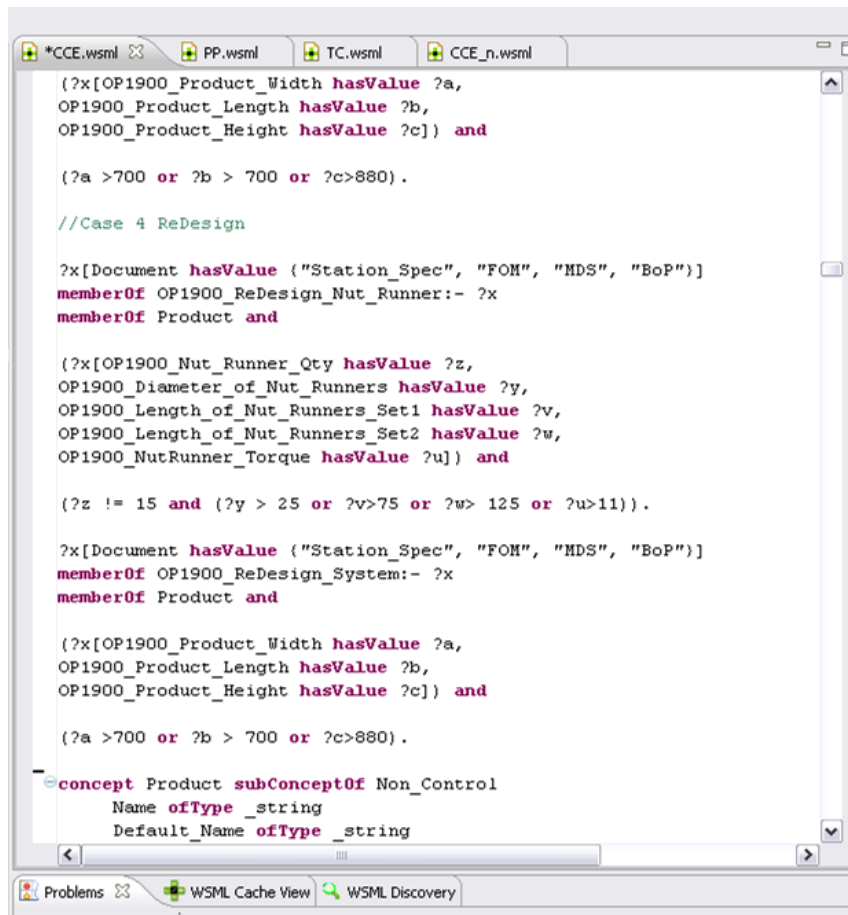 *CCE.wsml PP.wsml TC.wsml CCE_n.wsml
(?x[OP1900_Product_Width hasValue ?a,
OP1900_Product_Length hasValue ?b,
OP1900_Product_Height hasValue ?c]) and
(?a >700 or ?b > 700 or ?c>880).
//Case 4 ReDesign
?x[Document hasValue {"Station_Spec", "FOM", "MDS", "BoP"}]
memberOf OP1900_ReDesign_Nut_Runner:- ?x
memberOf Product and
(?x[OP1900_Nut_Runner_Qty hasValue ?z,
OP1900_Diameter_of_Nut_Runners hasValue ?y,
OP1900_Length_of_Nut_Runners_Set1 hasValue ?v,
OP1900_Length_of_Nut_Runners_Set2 hasValue ?w,
OP1900_NutRunner_Torque hasValue ?u]) and
(?z != 15 and (?y > 25 or ?v>75 or ?w> 125 or ?u>11)).
?x[Document hasValue {"Station_Spec", "FOM", "MDS", "BoP"}]
memberOf OP1900_ReDesign_System:- ?x
memberOf Product and
(?x[OP1900_Product_Width hasValue ?a,
OP1900_Product_Length hasValue ?b,
OP1900_Product_Height hasValue ?c]) and
(?a >700 or ?b > 700 or ?c>880).
concept Product subConceptOf Non_Control
Name ofType _string
Default_Name ofType _string
Problems WSML Cache View WSML Discovery